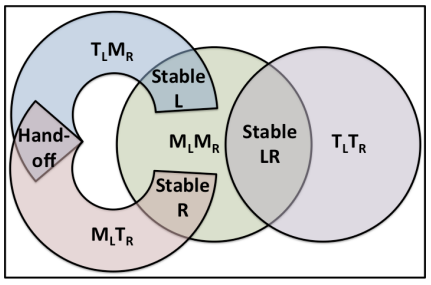 TLMR
Stable
L
Hand-
off
MLMR
Stable
LR
TLTR
Stable
R
MLTR